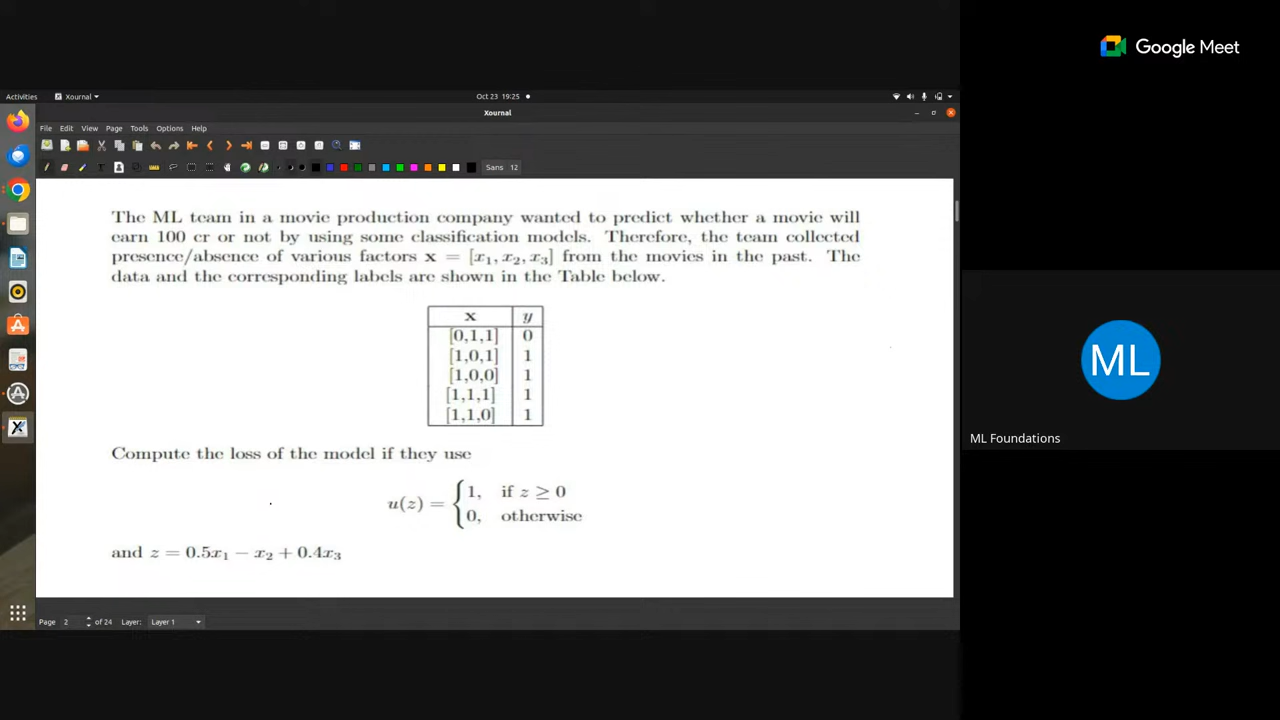 Google Meet
Activities Xournal Oct 23 19:25
Xournal
File Edit View Page Tools Options Help
Sans 12
The ML team in a movie production company wanted to predict whether a movie will
earn 100 cr or not by using some classification models. Therefore, the team collected
presence/absence of various factors x = [x₁, x₂, x₃] from the movies in the past. The
data and the corresponding labels are shown in the Table below.
x y
[0,1,1] 0
[1,0,1] 1
[1,0,0] 1
[1,1,1] 1
[1,1,0] 1
Compute the loss of the model if they use
u(z) = { 1, if z ≥ 0
0, otherwise
and z = 0.5x₁ − x₂ + 0.4x₃
Page 2 of 24 Layer: Layer 1
ML
ML Foundations